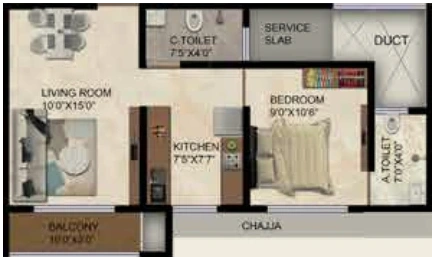 C.TOILET
7'5"X4'0"
SERVICE
SLAB
DUCT
LIVING ROOM
10'0"X15'0"
BEDROOM
9'0"X10'6"
KITCHEN
7'5"X7'7"
A.TOILET
7'0"X4'0"
BALCONY
10'0"X3'0"
CHAJJA